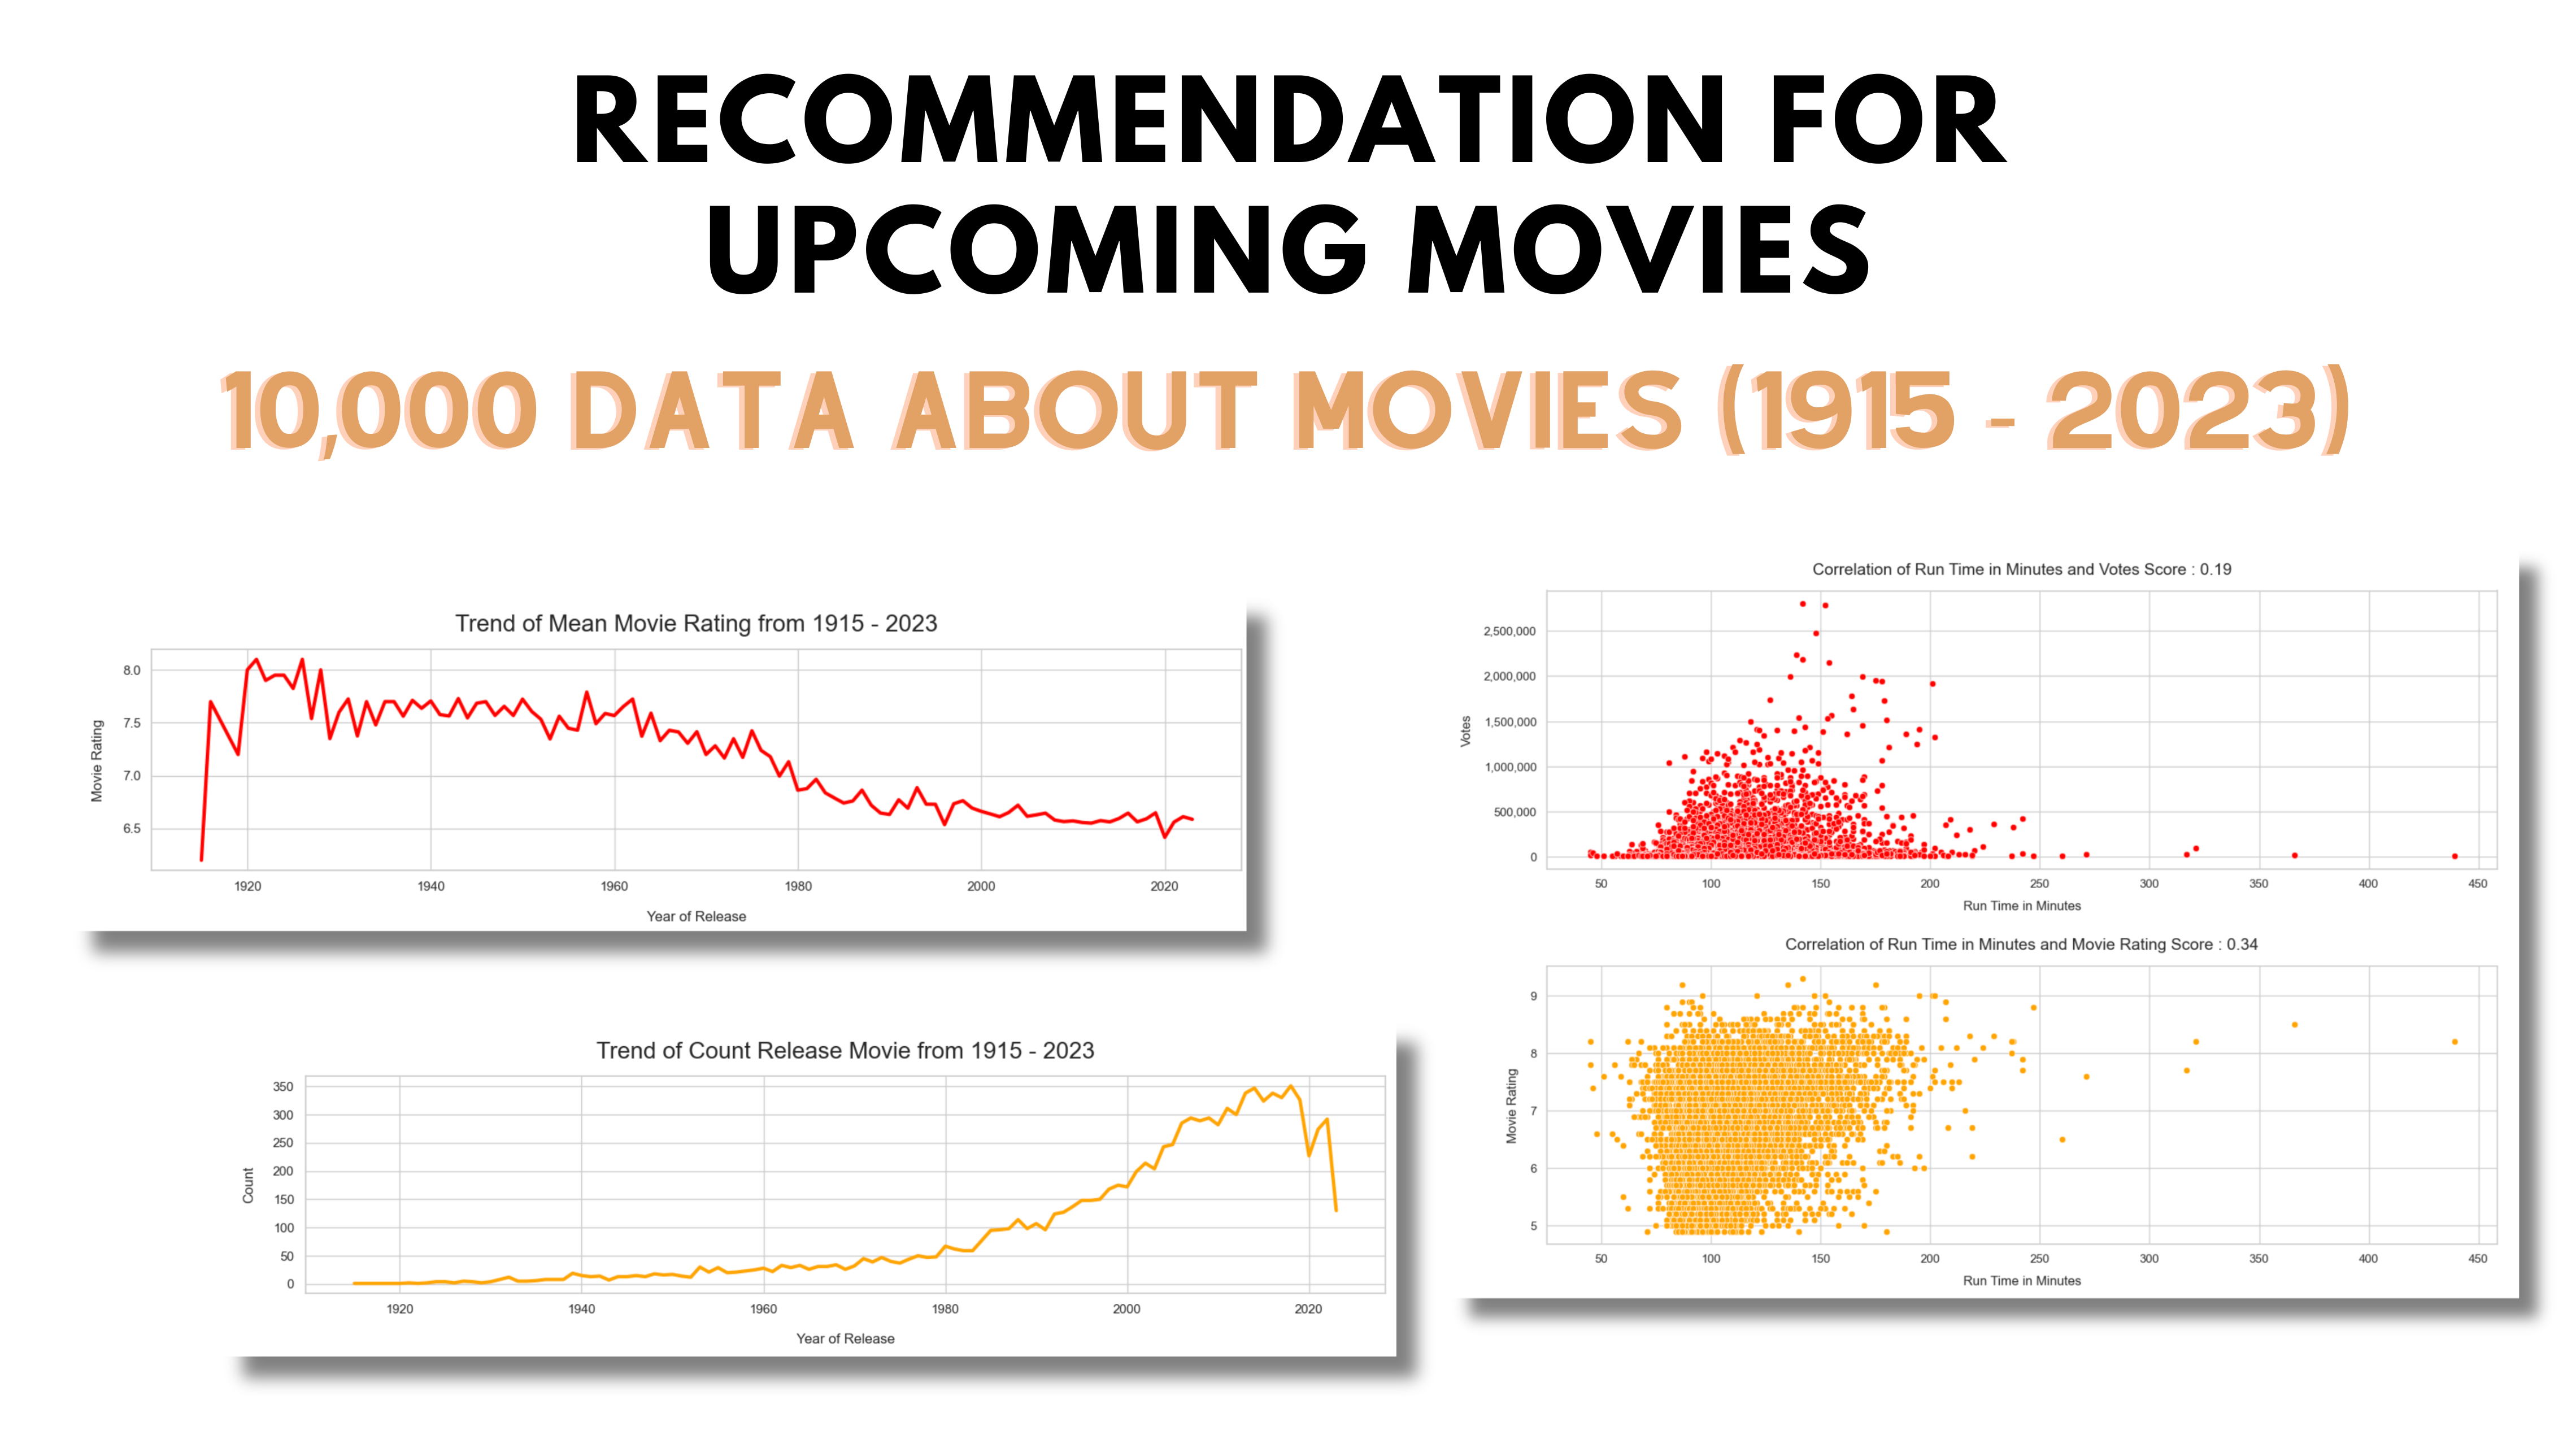 RECOMMENDATION FOR
UPCOMING MOVIES
10,000 DATA ABOUT MOVIES (1915 - 2023)
Trend of Mean Movie Rating from 1915 - 2023
Movie Rating
8.0
7.5
7.0
6.5
1920 1940 1960 1980 2000 2020
Year of Release
Trend of Count Release Movie from 1915 - 2023
Count
350
300
250
200
150
100
50
0
1920 1940 1960 1980 2000 2020
Year of Release
Correlation of Run Time in Minutes and Votes Score : 0.19
Votes
2,500,000
2,000,000
1,500,000
1,000,000
500,000
0
50 100 150 200 250 300 350 400 450
Run Time in Minutes
Correlation of Run Time in Minutes and Movie Rating Score : 0.34
Movie Rating
9
8
7
6
5
50 100 150 200 250 300 350 400 450
Run Time in Minutes